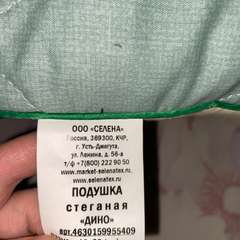 ООО «СЕЛЕНА»
Россия, 369300, КЧР,
г. Усть-Джегута,
ул. Ленина, д. 56-а
т/ф +7(800) 222 90 50
www.market-selenatex.ru
www.selenatex.ru
ПОДУШКА
стеганая
«ДИНО»
арт.4630159955409